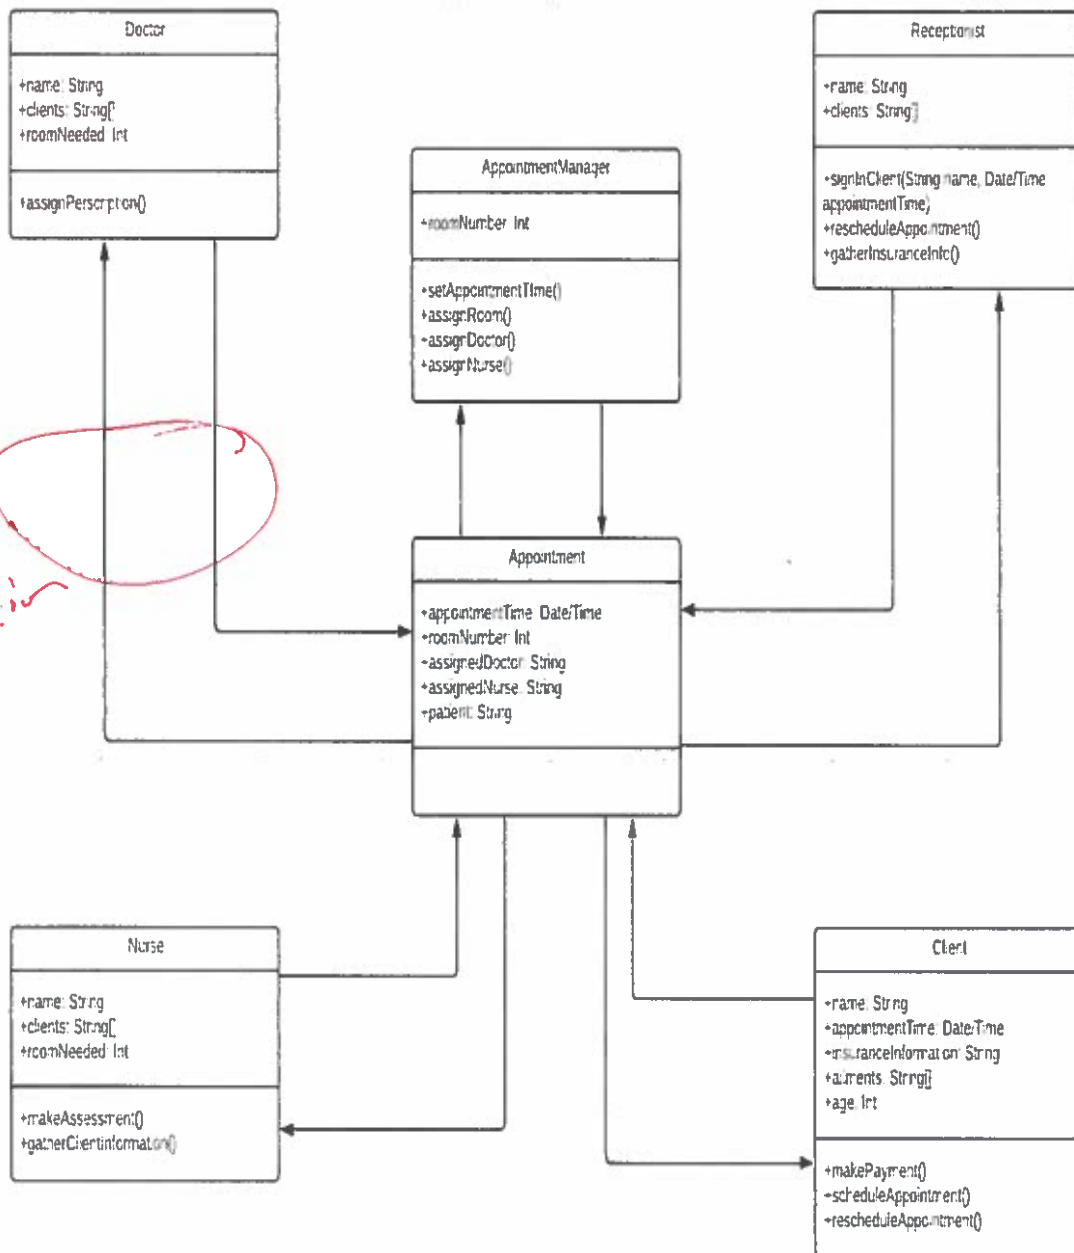 Doctor
+name: String
+clients: String[]
+roomNeeded: Int
+assignPerscription()
Receptionist
+name: String
+clients: String[]
+signInClient(String name, Date/Time
appointmentTime)
+rescheduleAppointment()
+gatherInsuranceInfo()
AppointmentManager
+roomNumber: Int
+setAppointmentTIme()
+assignRoom()
+assignDoctor()
+assignNurse()
Appointment
+appointmentTime: Date/Time
+roomNumber: Int
+assignedDoctor: String
+assignedNurse: String
+patient: String
Nurse
+name: String
+clients: String[]
+roomNeeded: Int
+makeAssessment()
+gatherClientInformation()
Client
+name: String
+appointmentTime: Date/Time
+insuranceInformation: String
+ailments: String[]
+age: Int
+makePayment()
+scheduleAppointment()
+rescheduleAppointment()